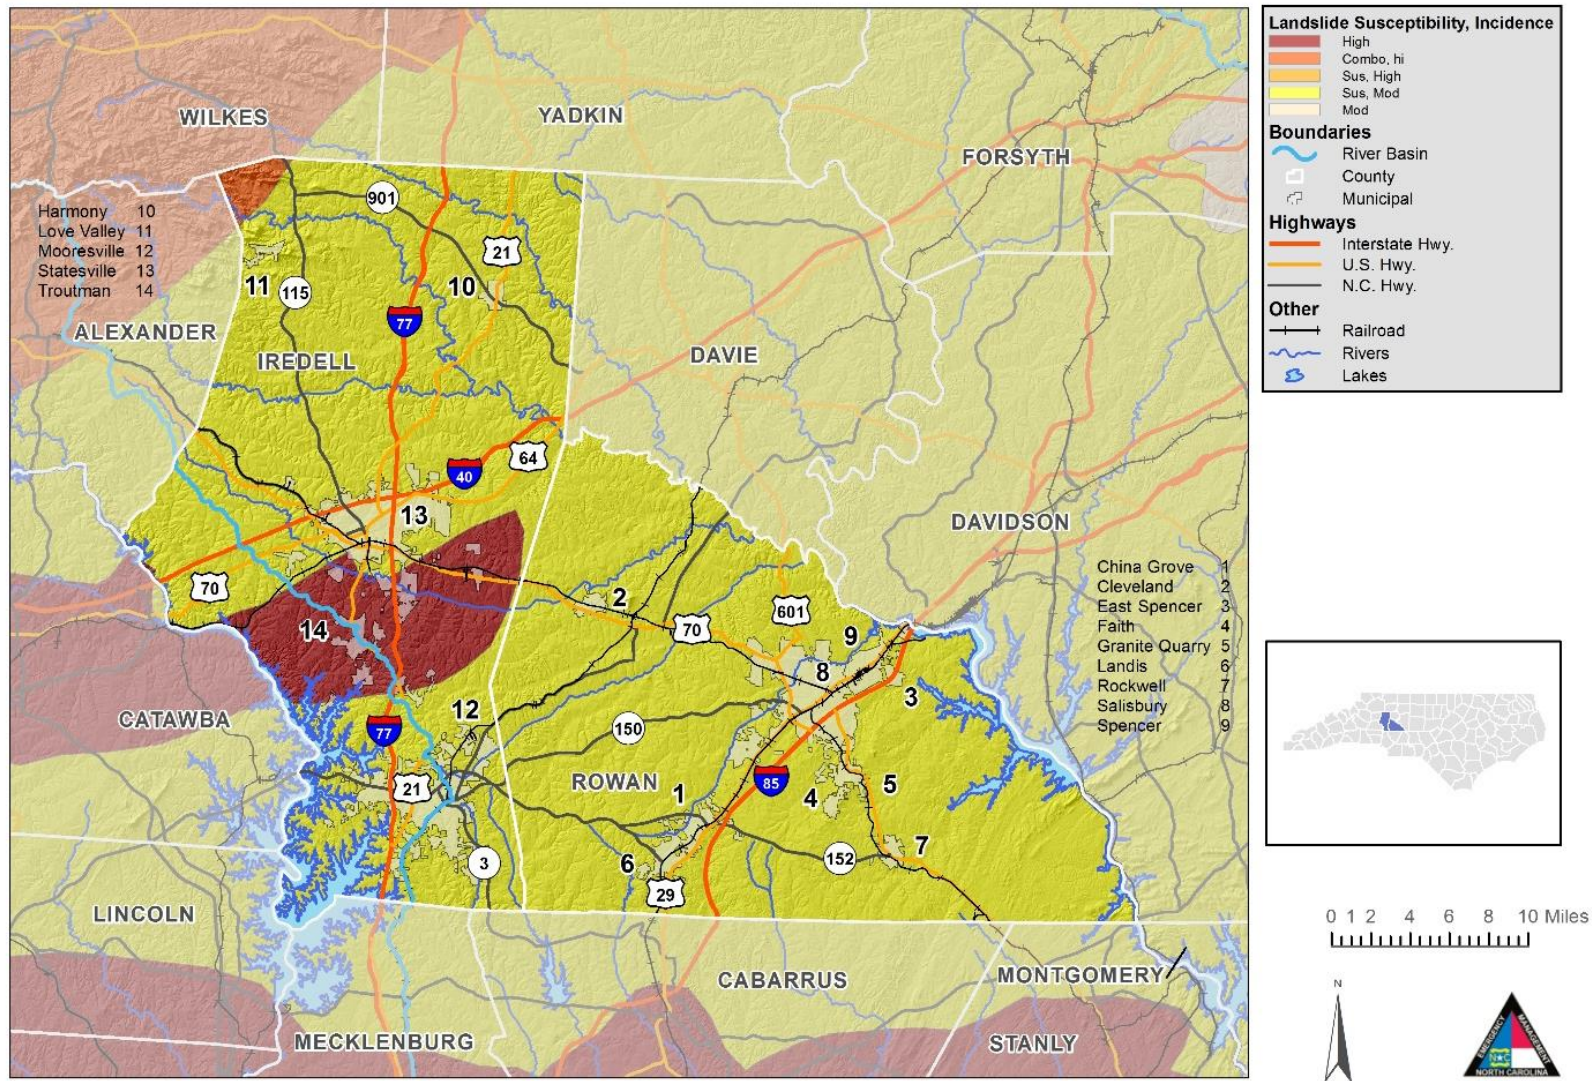 WILKES
YADKIN
FORSYTH
901
Harmony 10
Love Valley 11
Mooresville 12
Statesville 13
Troutman 14
21
11
115
10
77
ALEXANDER
IREDELL
DAVIE
64
40
13
DAVIDSON
70
14
2
70
601
9
8
3
China Grove 1
Cleveland 2
East Spencer 3
Faith 4
Granite Quarry 5
Landis 6
Rockwell 7
Salisbury 8
Spencer 9
CATAWBA
12
77
150
21
ROWAN
85
1
4
5
3
6
29
152
7
LINCOLN
CABARRUS
MONTGOMERY
MECKLENBURG
STANLY
Landslide Susceptibility, Incidence
High
Combo, hi
Sus, High
Sus, Mod
Mod
Boundaries
River Basin
County
Municipal
Highways
Interstate Hwy.
U.S. Hwy.
N.C. Hwy.
Other
Railroad
Rivers
Lakes
0 1 2 4 6 8 10 Miles
N
EMERGENCY
MANAGEMENT
NC
NORTH CAROLINA